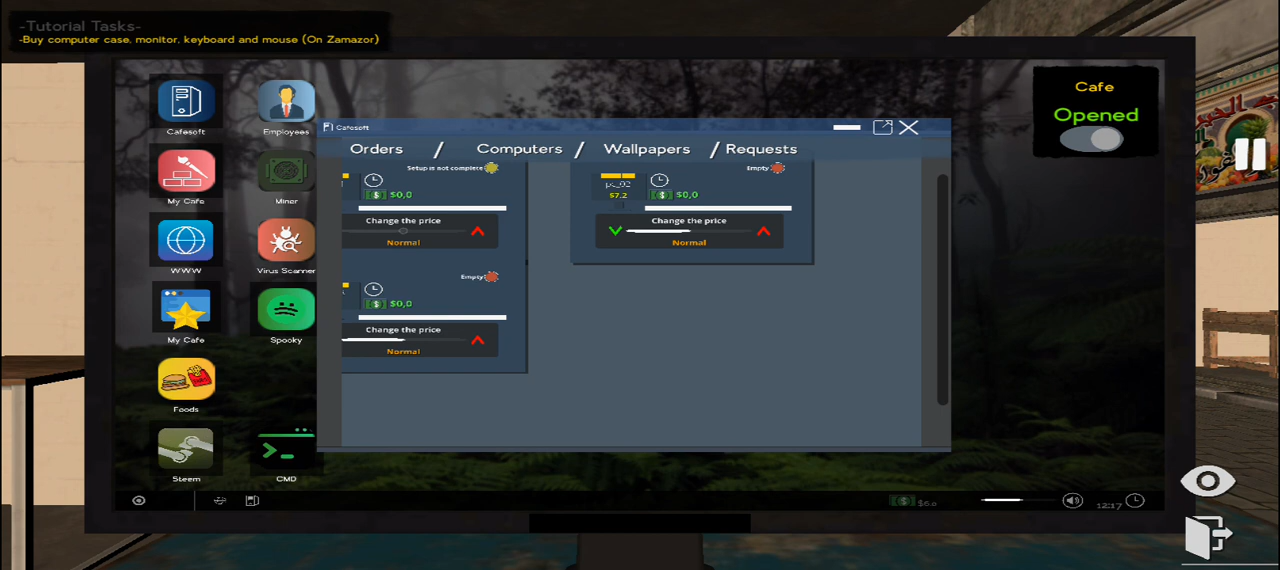 -Tutorial Tasks-
-Buy computer case, monitor, keyboard and mouse (On Zamazor)
Cafesoft
Employees
My Cafe
Miner
WWW
Virus Scanner
My Cafe
Spooky
Foods
Steem
CMD
Cafesoft
Orders / Computers / Wallpapers / Requests
Setup is not complete
$0,0
Change the price
Normal
Empty
$0,0
Change the price
Normal
Empty
pc_02
$7.2
$0,0
Change the price
Normal
Cafe
Opened
12:17